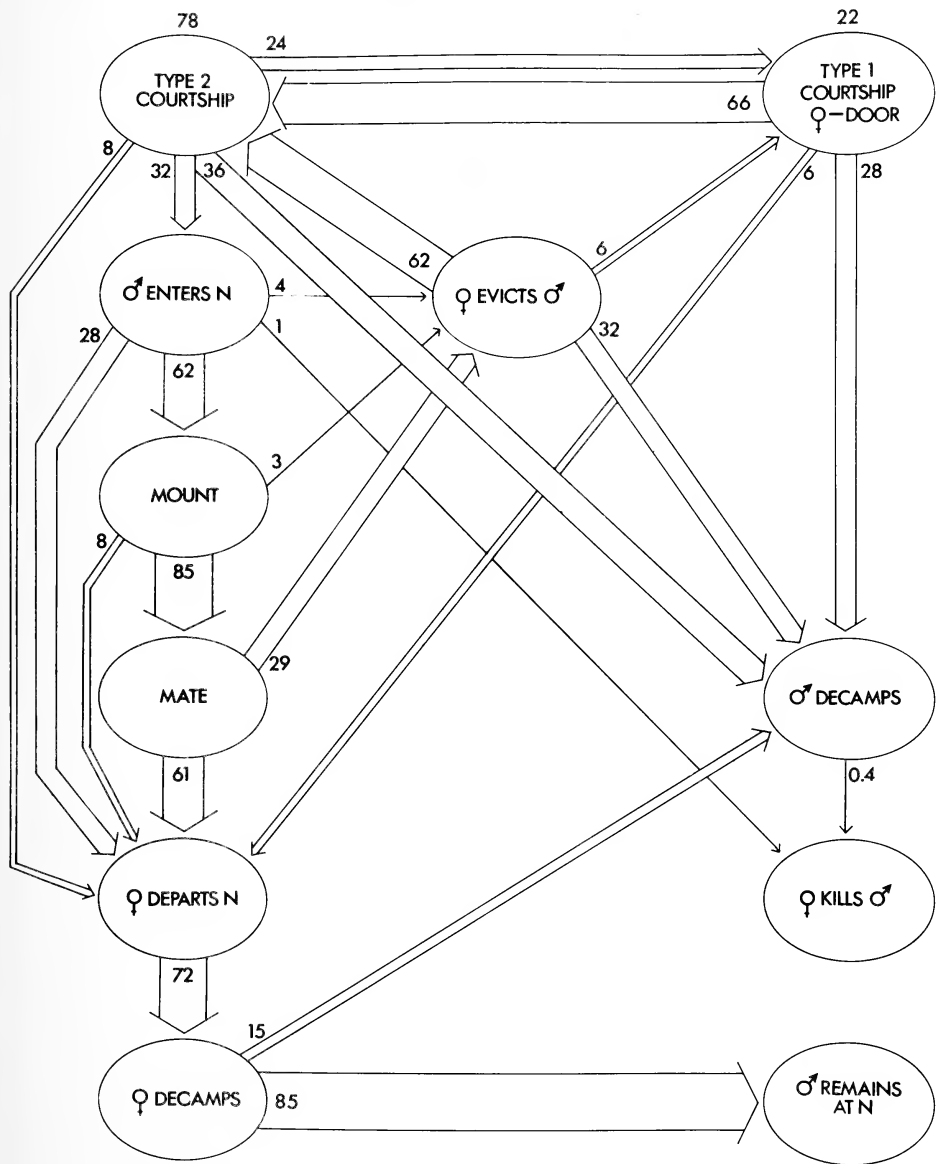 78
22
24
TYPE 2
COURTSHIP
TYPE 1
COURTSHIP
♀-DOOR
66
8
32
36
6
28
♂ ENTERS N
4
1
28
62
♀ EVICTS ♂
62
6
32
MOUNT
3
8
85
MATE
29
61
♂ DECAMPS
0.4
♀ DEPARTS N
♀ KILLS ♂
72
15
♀ DECAMPS
85
♂ REMAINS
AT N